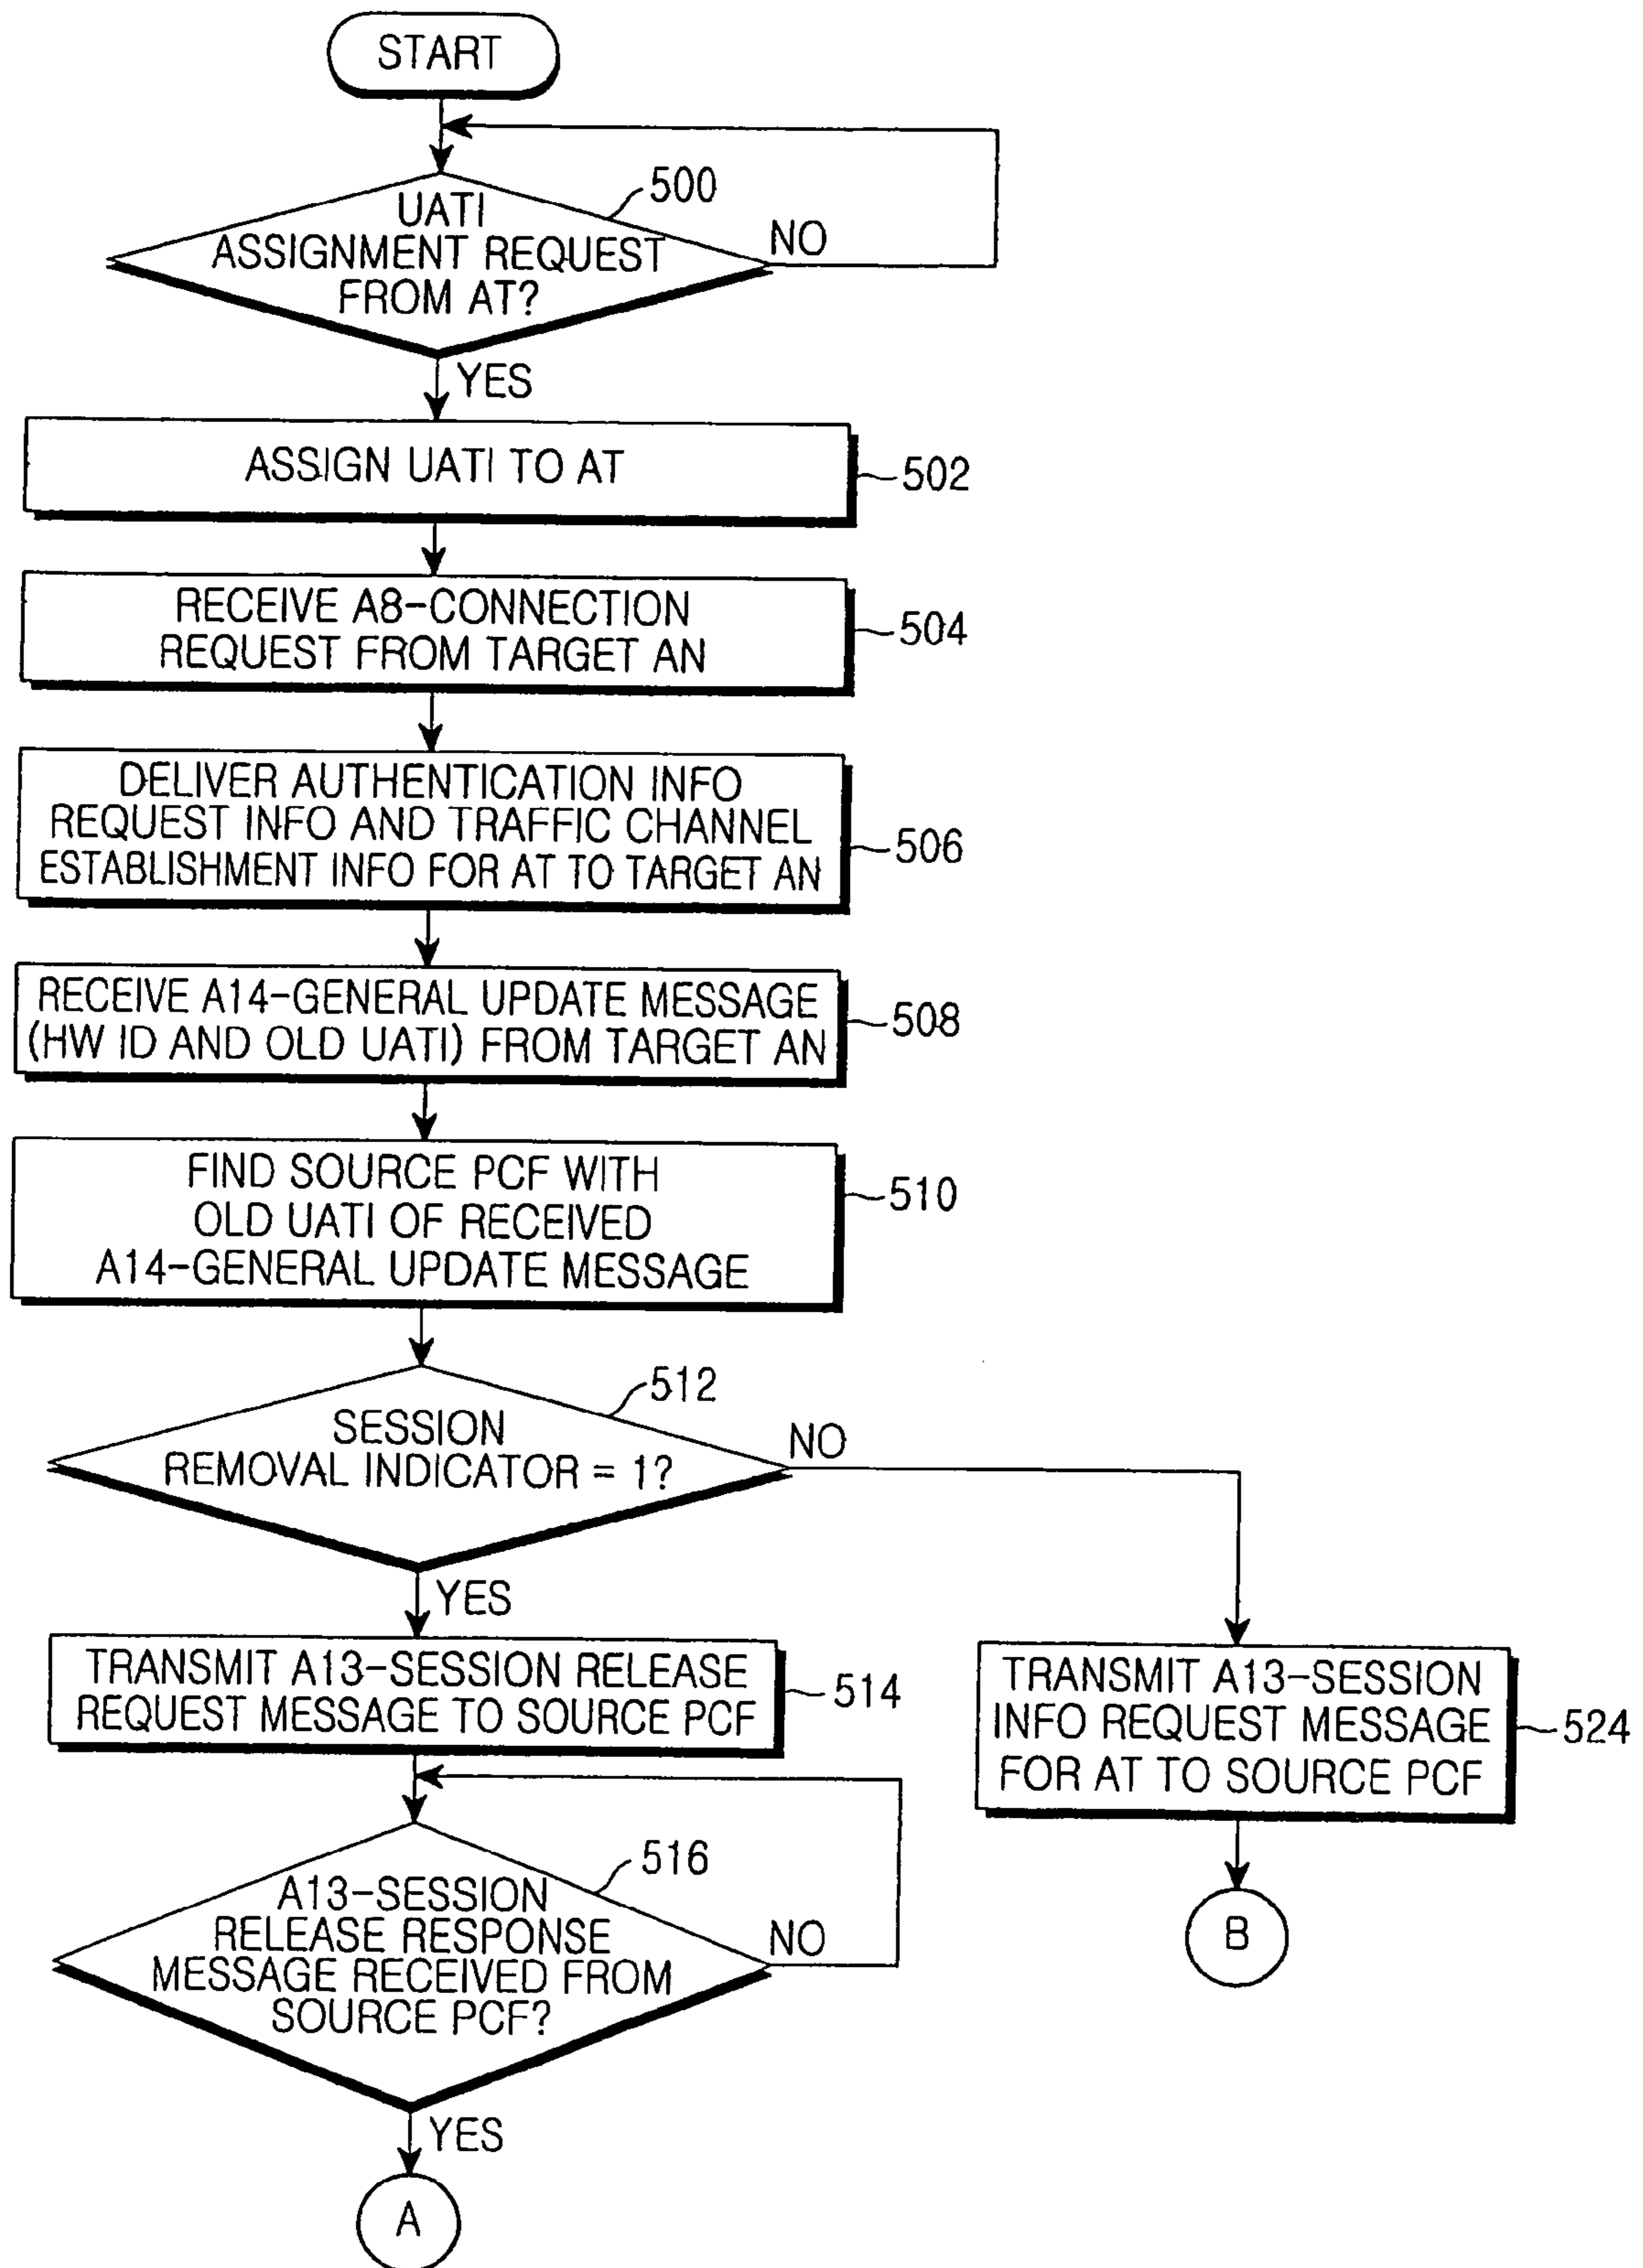 START
500
UATI
ASSIGNMENT REQUEST
FROM AT?
NO
YES
ASSIGN UATI TO AT
502
RECEIVE A8-CONNECTION
REQUEST FROM TARGET AN
504
DELIVER AUTHENTICATION INFO
REQUEST INFO AND TRAFFIC CHANNEL
ESTABLISHMENT INFO FOR AT TO TARGET AN
506
RECEIVE A14-GENERAL UPDATE MESSAGE
(HW ID AND OLD UATI) FROM TARGET AN
508
FIND SOURCE PCF WITH
OLD UATI OF RECEIVED
A14-GENERAL UPDATE MESSAGE
510
512
SESSION
REMOVAL INDICATOR = 1?
NO
YES
TRANSMIT A13-SESSION RELEASE
REQUEST MESSAGE TO SOURCE PCF
514
TRANSMIT A13-SESSION
INFO REQUEST MESSAGE
FOR AT TO SOURCE PCF
524
516
A13-SESSION
RELEASE RESPONSE
MESSAGE RECEIVED FROM
SOURCE PCF?
NO
B
YES
A